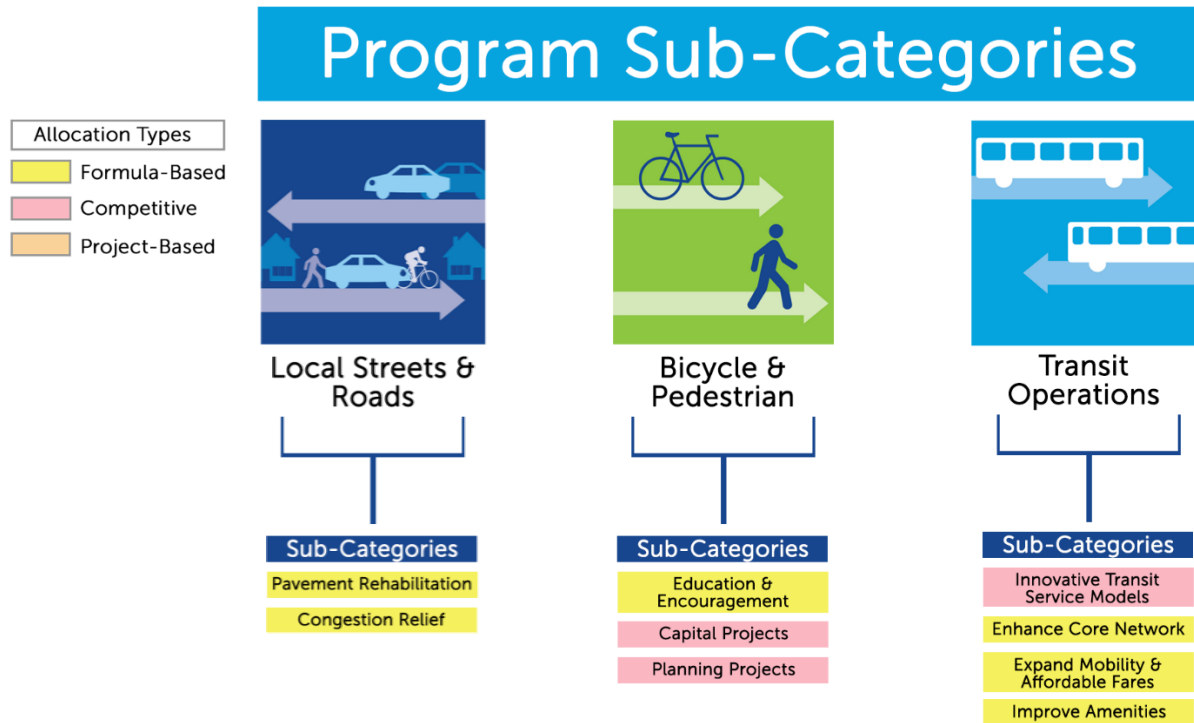 Program Sub-Categories
Allocation Types
Formula-Based
Competitive
Project-Based
Local Streets &
Roads
Sub-Categories
Pavement Rehabilitation
Congestion Relief
Bicycle &
Pedestrian
Sub-Categories
Education &
Encouragement
Capital Projects
Planning Projects
Transit
Operations
Sub-Categories
Innovative Transit
Service Models
Enhance Core Network
Expand Mobility &
Affordable Fares
Improve Amenities